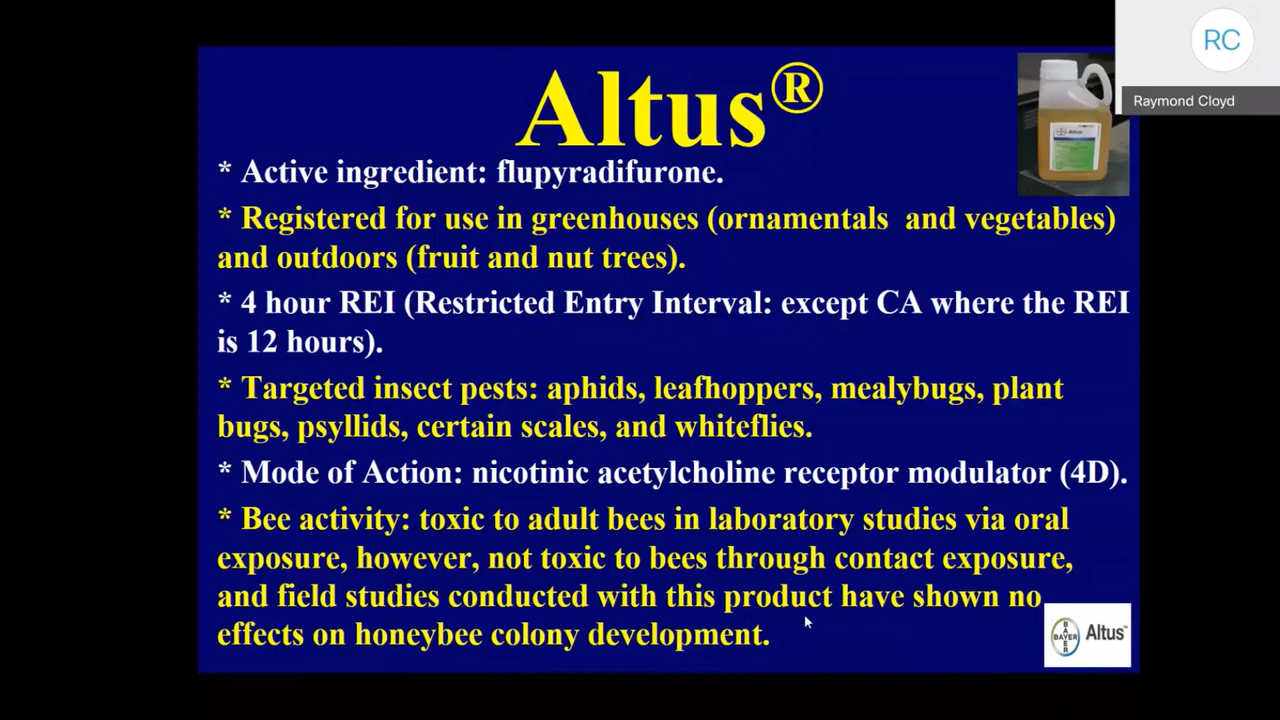 RC
Raymond Cloyd
Altus®
* Active ingredient: flupyradifurone.
* Registered for use in greenhouses (ornamentals and vegetables)
and outdoors (fruit and nut trees).
* 4 hour REI (Restricted Entry Interval: except CA where the REI
is 12 hours).
* Targeted insect pests: aphids, leafhoppers, mealybugs, plant
bugs, psyllids, certain scales, and whiteflies.
* Mode of Action: nicotinic acetylcholine receptor modulator (4D).
* Bee activity: toxic to adult bees in laboratory studies via oral
exposure, however, not toxic to bees through contact exposure,
and field studies conducted with this product have shown no
effects on honeybee colony development.
Altus
BAYER
BAYER
Altus™